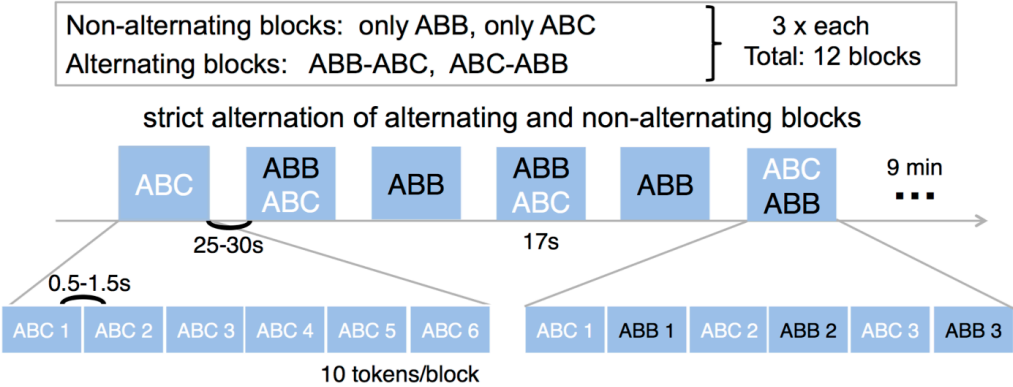 Non-alternating blocks: only ABB, only ABC
Alternating blocks: ABB-ABC, ABC-ABB
3 x each
Total: 12 blocks
strict alternation of alternating and non-alternating blocks
ABC
ABB
ABC
ABB
ABB
ABC
ABB
ABC
ABB
9 min
...
25-30s
17s
0.5-1.5s
ABC 1
ABC 2
ABC 3
ABC 4
ABC 5
ABC 6
ABC 1
ABB 1
ABC 2
ABB 2
ABC 3
ABB 3
10 tokens/block